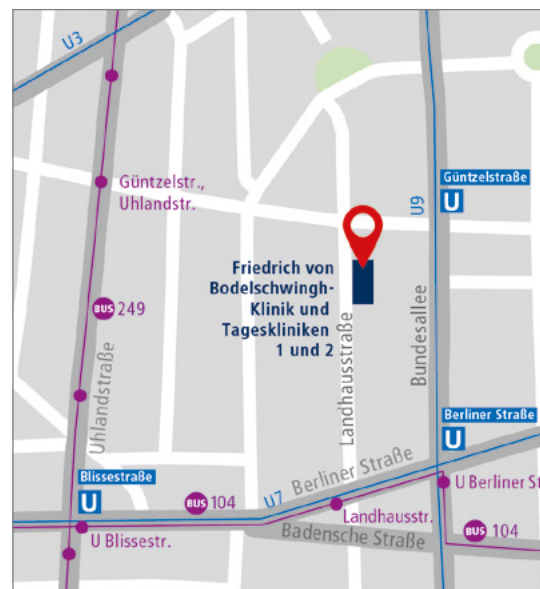 U3
Güntzelstr.,
Uhlandstr.
Güntzelstraße
U
U9
Friedrich von
Bodelschwingh-
Klinik und
Tageskliniken
1 und 2
BUS 249
Uhlandstraße
Landhausstraße
Bundesallee
Berliner Straße
U
Blissestraße
U
BUS 104
U7
Berliner Straße
U Berliner St
Landhausstr.
U Blissestr.
Badensche Straße
BUS 104